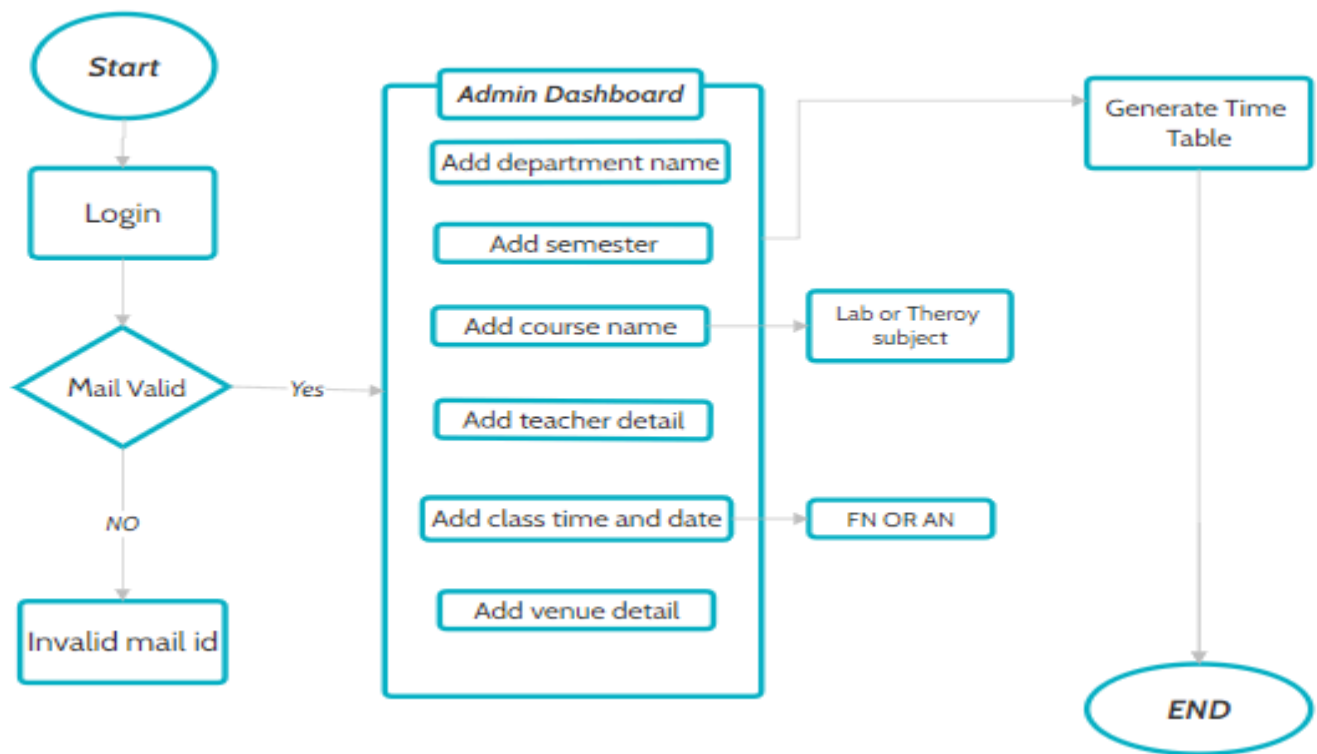 Start
Login
Mail Valid
Yes
NO
Invalid mail id
Admin Dashboard
Add department name
Add semester
Add course name
Lab or Theroy
subject
Add teacher detail
Add class time and date
FN OR AN
Add venue detail
Generate Time
Table
END